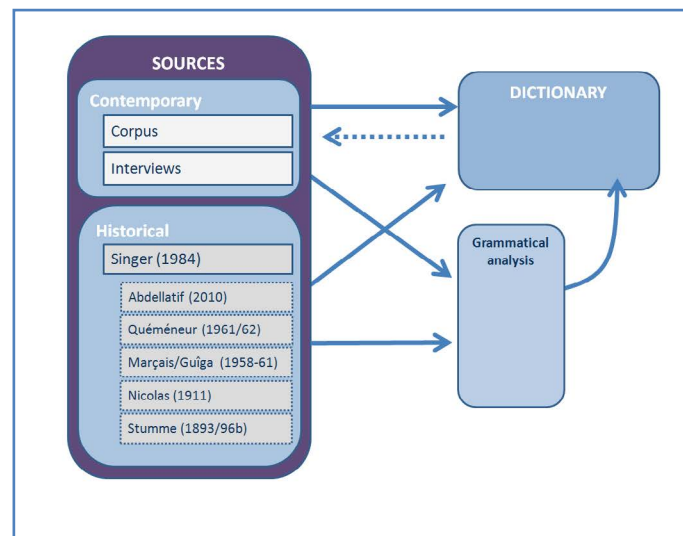 SOURCES
Contemporary
Corpus
Interviews
Historical
Singer (1984)
Abdellatif (2010)
Quéméneur (1961/62)
Marçais/Guîga (1958-61)
Nicolas (1911)
Stumme (1893/96b)
DICTIONARY
Grammatical
analysis